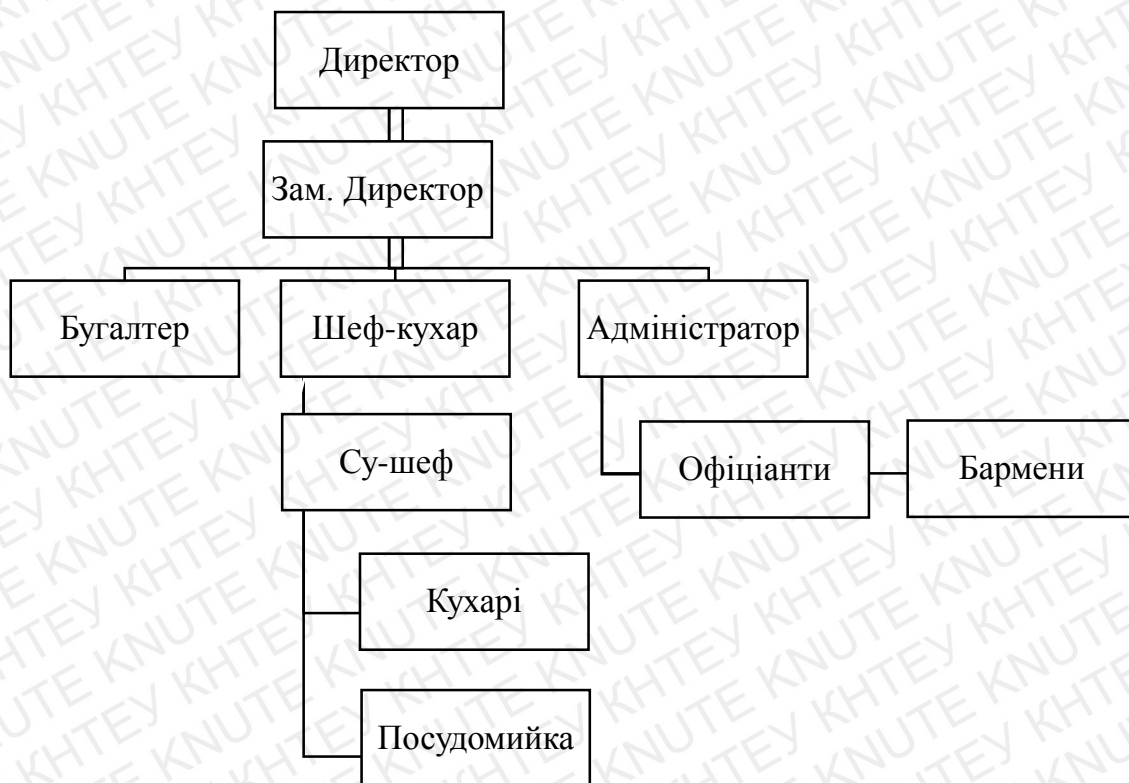 Директор
Зам. Директор
Бугалтер
Шеф-кухар
Адміністратор
Су-шеф
Офіціанти
Бармени
Кухарі
Посудомийка